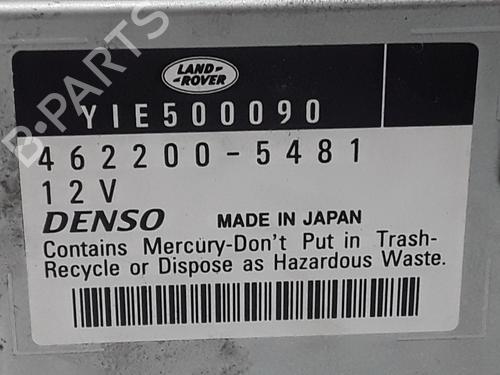 LAND-
-ROVER
YIE500090
462200-5481
12V
DENSO MADE IN JAPAN
Contains Mercury-Don't Put in Trash-
Recycle or Dispose as Hazardous Waste.
B-PARTS